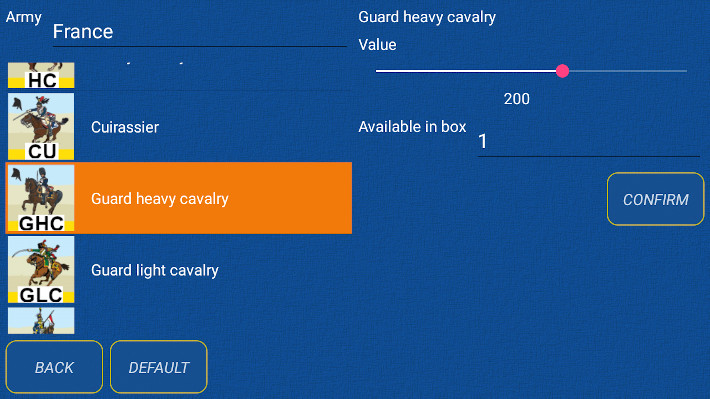 Army
France
HC
CU
Cuirassier
GHC
Guard heavy cavalry
GLC
Guard light cavalry
BACK
DEFAULT
Guard heavy cavalry
Value
200
Available in box
1
CONFIRM